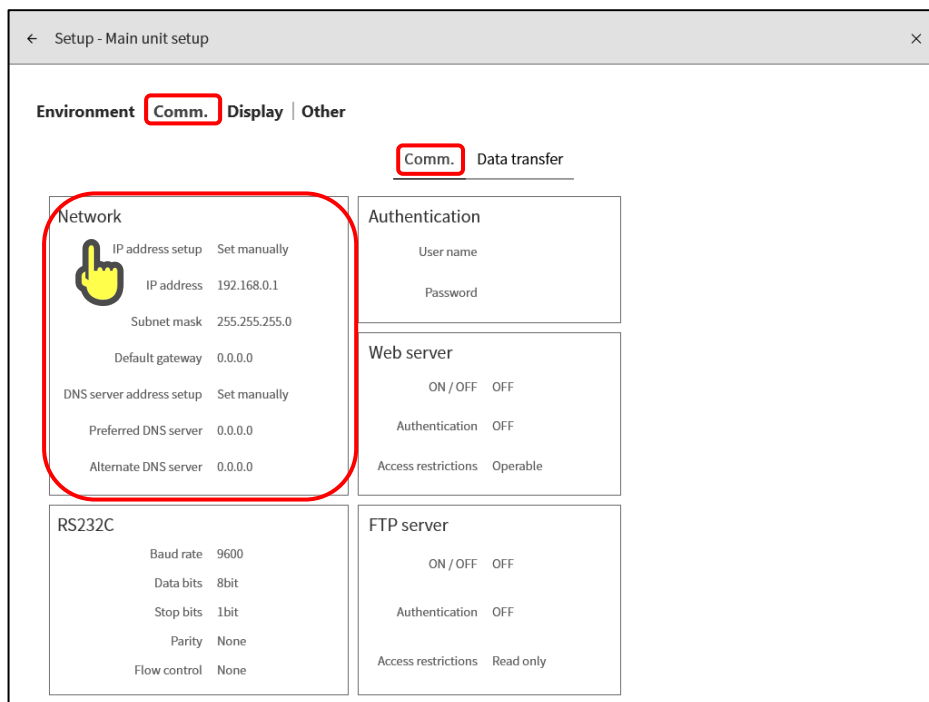 ← Setup - Main unit setup ×
Environment Comm. Display | Other
Comm. Data transfer
Network
IP address setup Set manually
IP address 192.168.0.1
Subnet mask 255.255.255.0
Default gateway 0.0.0.0
DNS server address setup Set manually
Preferred DNS server 0.0.0.0
Alternate DNS server 0.0.0.0
Authentication
User name
Password
Web server
ON / OFF OFF
Authentication OFF
Access restrictions Operable
RS232C
Baud rate 9600
Data bits 8bit
Stop bits 1bit
Parity None
Flow control None
FTP server
ON / OFF OFF
Authentication OFF
Access restrictions Read only